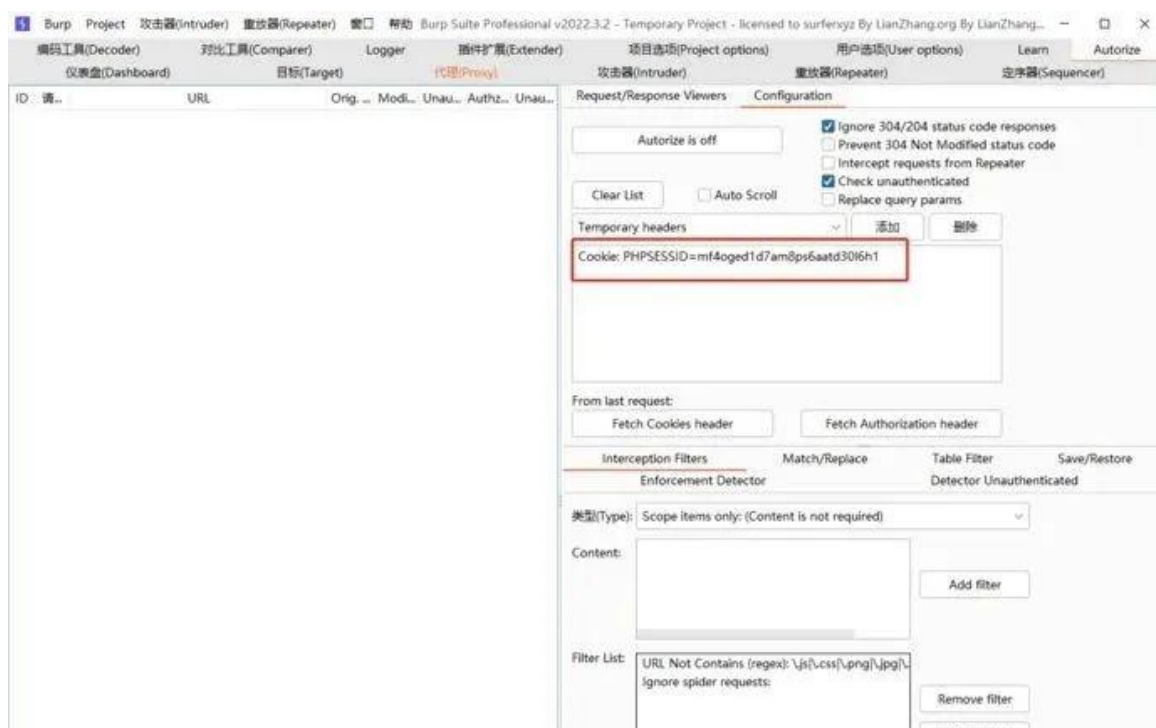 Burp Project 攻击器(Intruder) 重放器(Repeater) 窗口 帮助 Burp Suite Professional v2022.3.2 - Temporary Project - licensed to surferxyz By LianZhang.org By LianZhang...
编码工具(Decoder) 对比工具(Comparer) Logger 插件扩展(Extender) 项目选项(Project options) 用户选项(User options) Learn Autorize
仪表盘(Dashboard) 目标(Target) 代理(Proxy) 攻击器(Intruder) 重放器(Repeater) 定序器(Sequencer)
ID 请... URL Orig. ... Modi... Unau... Authz... Unau...
Request/Response Viewers Configuration
Autorize is off
Ignore 304/204 status code responses
Prevent 304 Not Modified status code
Intercept requests from Repeater
Check unauthenticated
Replace query params
Clear List Auto Scroll
Temporary headers 添加 删除
Cookie: PHPSESSID=mf4oged1d7am8ps6aatd30l6h1
From last request:
Fetch Cookies header Fetch Authorization header
Interception Filters Match/Replace Table Filter Save/Restore
Enforcement Detector Detector Unauthenticated
类型(Type): Scope items only: (Content is not required)
Content:
Add filter
Filter List: URL Not Contains (regex): \.js|\.css|\.png|\.jpg|\.
Ignore spider requests:
Remove filter